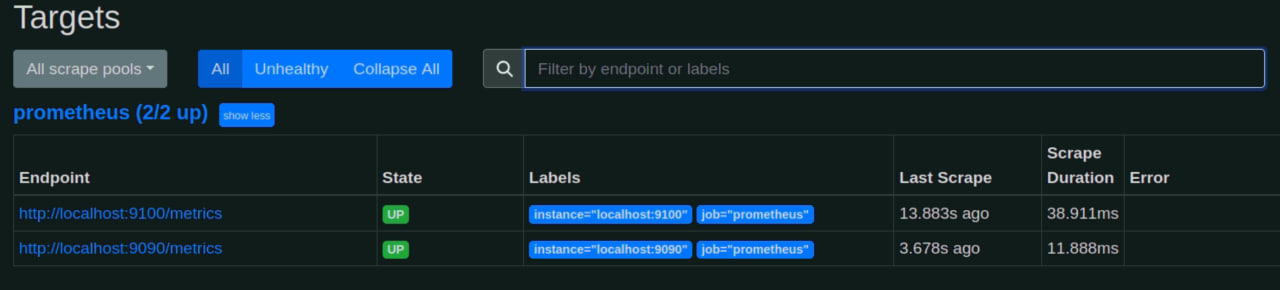 Targets
All scrape pools All Unhealthy Collapse All Filter by endpoint or labels
prometheus (2/2 up) show less
Endpoint State Labels Last Scrape Scrape Duration Error
http://localhost:9100/metrics UP instance="localhost:9100" job="prometheus" 13.883s ago 38.911ms
http://localhost:9090/metrics UP instance="localhost:9090" job="prometheus" 3.678s ago 11.888ms